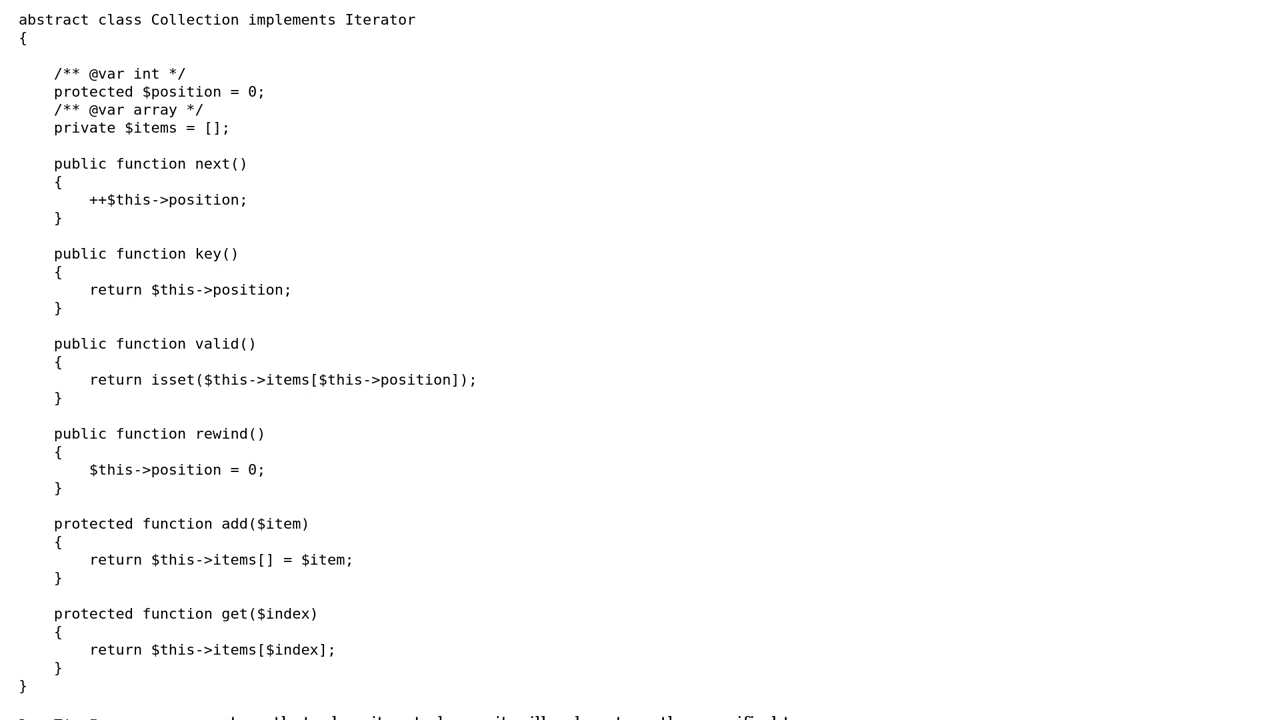 abstract class Collection implements Iterator
{
    /** @var int */
    protected $position = 0;
    /** @var array */
    private $items = [];
    public function next()
    {
        ++$this->position;
    }
    public function key()
    {
        return $this->position;
    }
    public function valid()
    {
        return isset($this->items[$this->position]);
    }
    public function rewind()
    {
        $this->position = 0;
    }
    protected function add($item)
    {
        return $this->items[] = $item;
    }
    protected function get($index)
    {
        return $this->items[$index];
    }
}